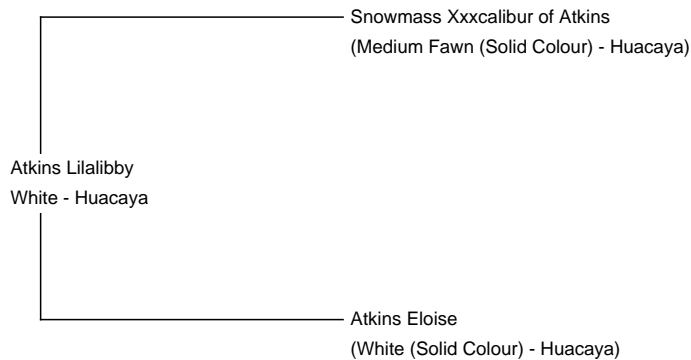 Snowmass Xxxcalibur of Atkins
(Medium Fawn (Solid Colour) - Huacaya)
Atkins Lilalibby
White - Huacaya
Atkins Eloise
(White (Solid Colour) - Huacaya)